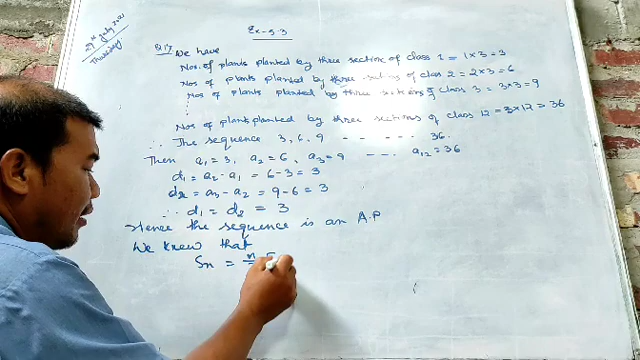 29th July 2021
Thursday
Ex-5.3
Q17 We have
Nos. of plants planted by three section of class 1 = 1×3 = 3
Nos of plants planted by three sections of class 2 = 2×3 = 6
Nos of plants planted by three sections of class 3 = 3×3 = 9
Nos of plants planted by three sections of class 12 = 3×12 = 36
∴ The sequence 3, 6, 9 - - - - - - 36.
Then a₁ = 3, a₂ = 6, a₃ = 9 - - - a₁₂ = 36
d₁ = a₂ - a₁ = 6 - 3 = 3
d₂ = a₃ - a₂ = 9 - 6 = 3
∴ d₁ = d₂ = 3
Hence the sequence is an A.P
We knew that
Sn = n